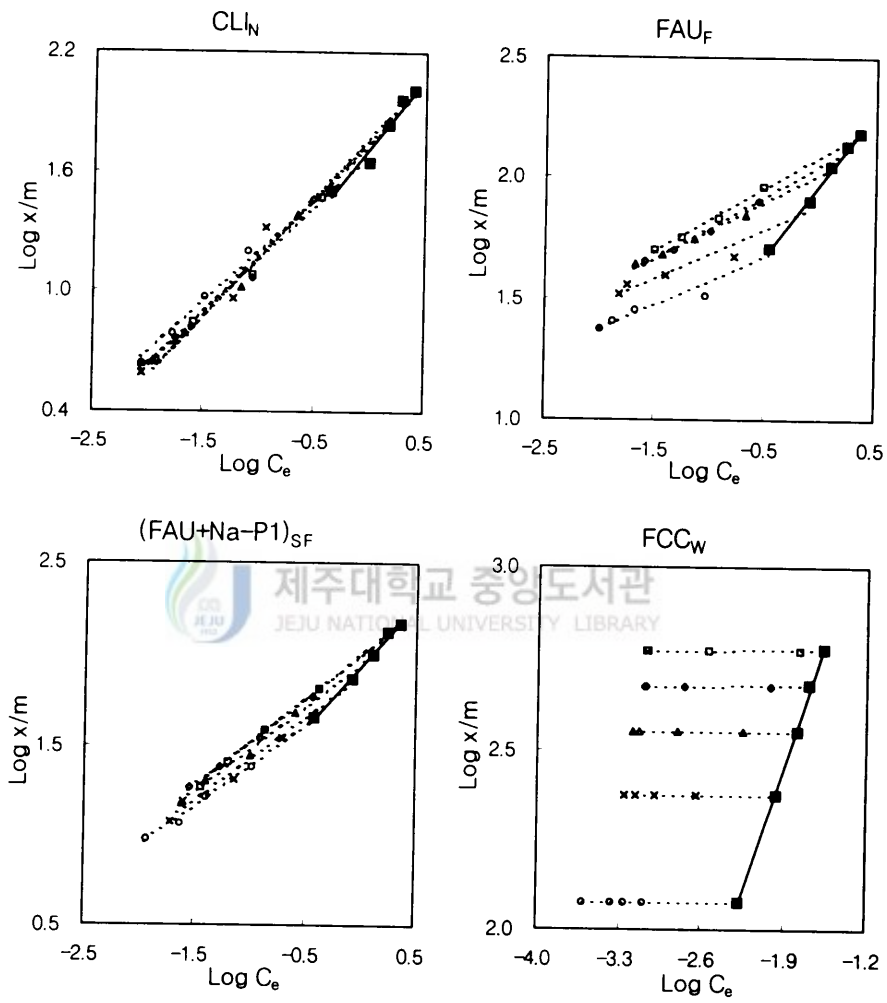 CLI_N
2.2
1.6
1.0
0.4
Log x/m
-2.5 -1.5 -0.5 0.5
Log C_e
FAU_F
2.5
2.0
1.5
1.0
Log x/m
-2.5 -1.5 -0.5 0.5
Log C_e
(FAU+Na-P1)_SF
2.5
1.5
0.5
Log x/m
-2.5 -1.5 -0.5 0.5
Log C_e
FCC_W
3.0
2.5
2.0
Log x/m
-4.0 -3.3 -2.6 -1.9 -1.2
Log C_e
제주대학교 중앙도서관
JEJU NATIONAL UNIVERSITY LIBRARY
JEJU
1952